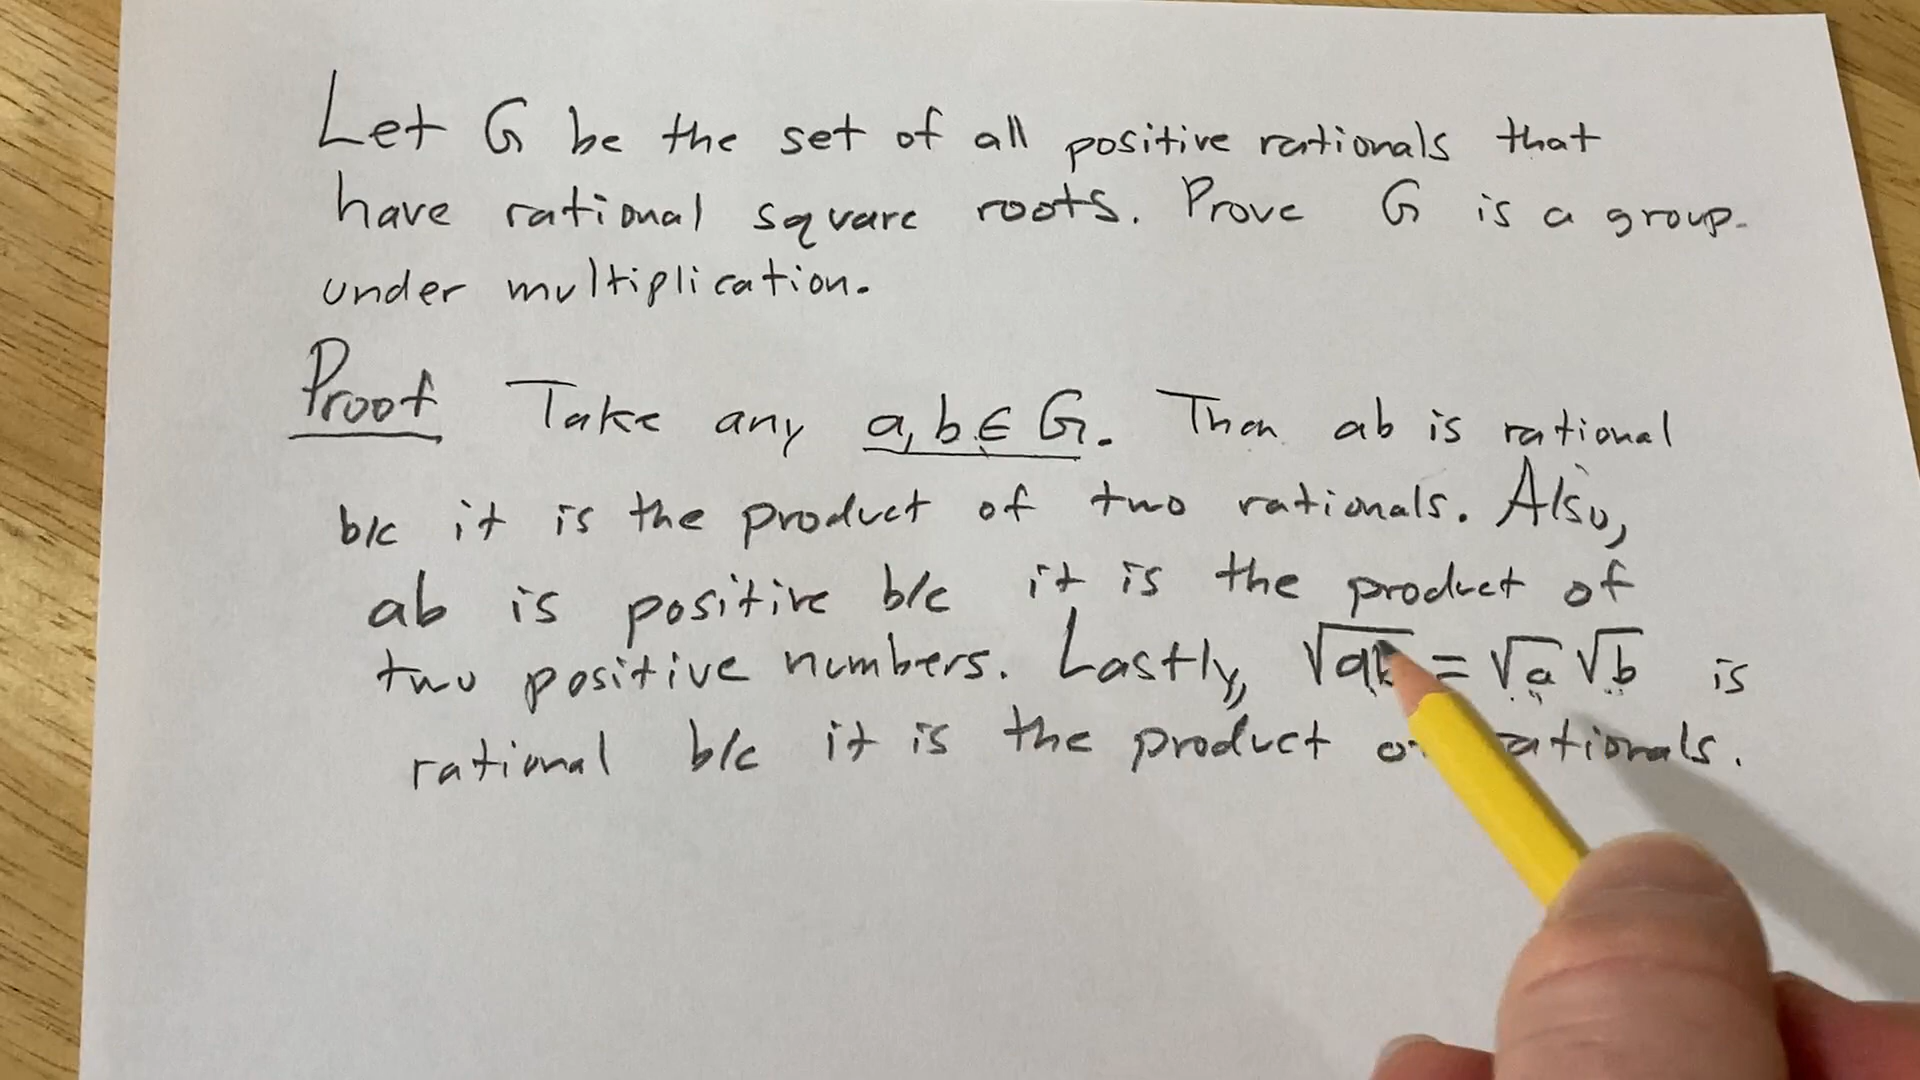 Let G be the set of all positive rationals that
have rational square roots. Prove G is a group
under multiplication.
Proof Take any a, b ∈ G. Then ab is rational
b/c it is the product of two rationals. Also,
ab is positive b/c it is the product of
two positive numbers. Lastly, √ab = √a √b is
rational b/c it is the product